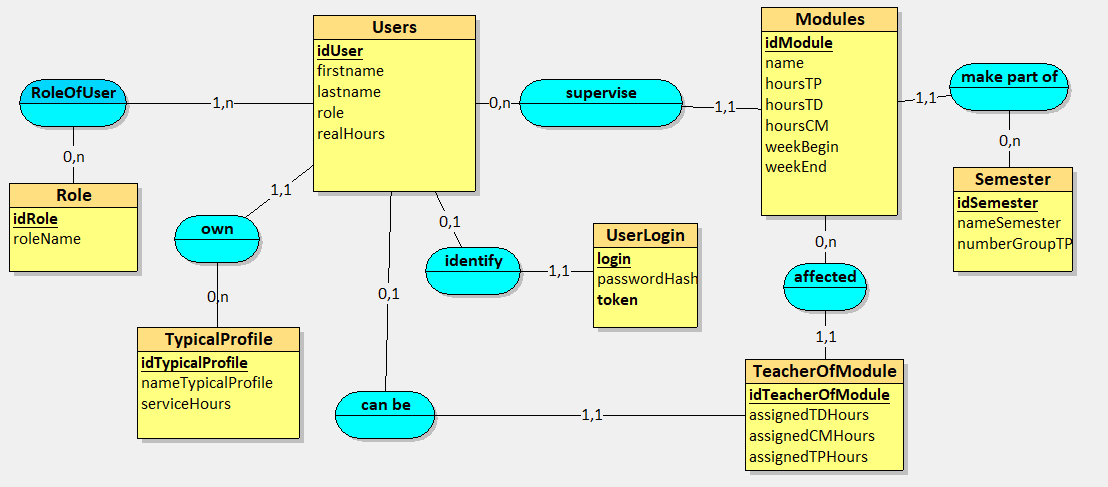 Users
idUser
firstname
lastname
role
realHours
Modules
idModule
name
hoursTP
hoursTD
hoursCM
weekBegin
weekEnd
RoleOfUser
1,n
0,n
supervise
1,1
1,1
make part of
0,n
0,n
Role
idRole
roleName
1,1
own
0,n
0,1
identify
1,1
UserLogin
login
passwordHash
token
Semester
idSemester
nameSemester
numberGroupTP
0,n
affected
1,1
0,1
TypicalProfile
idTypicalProfile
nameTypicalProfile
serviceHours
can be
1,1
TeacherOfModule
idTeacherOfModule
assignedTDHours
assignedCMHours
assignedTPHours